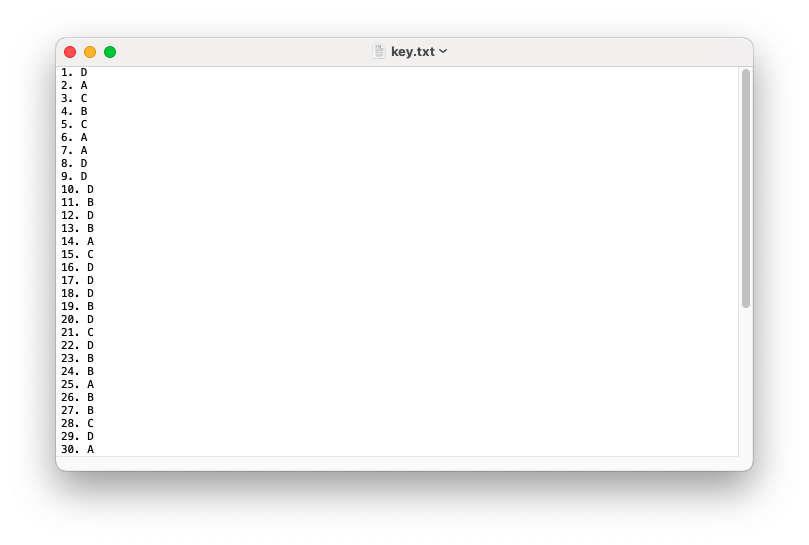 key.txt
1. D
2. A
3. C
4. B
5. C
6. A
7. A
8. D
9. D
10. D
11. B
12. D
13. B
14. A
15. C
16. D
17. D
18. D
19. B
20. D
21. C
22. D
23. B
24. B
25. A
26. B
27. B
28. C
29. D
30. A